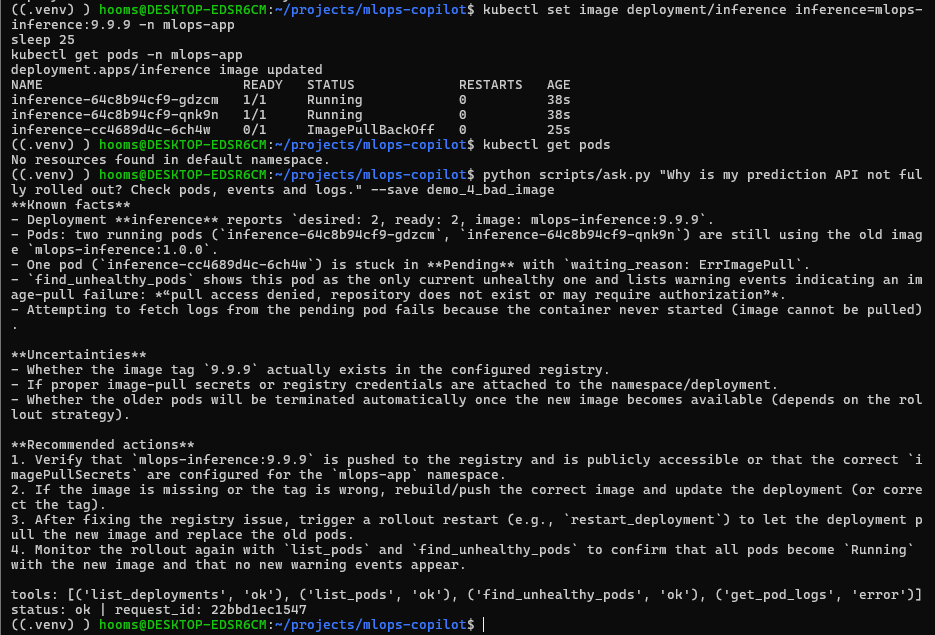 ((.venv) ) hooms@DESKTOP-EDSR6CM:~/projects/mlops-copilot$ kubectl set image deployment/inference inference=mlops-
inference:9.9.9 -n mlops-app
sleep 25
kubectl get pods -n mlops-app
deployment.apps/inference image updated
NAME                         READY   STATUS             RESTARTS   AGE
inference-64c8b94cf9-gdzcm   1/1     Running            0          38s
inference-64c8b94cf9-qnk9n   1/1     Running            0          38s
inference-cc4689d4c-6ch4w    0/1     ImagePullBackOff   0          25s
((.venv) ) hooms@DESKTOP-EDSR6CM:~/projects/mlops-copilot$ kubectl get pods
No resources found in default namespace.
((.venv) ) hooms@DESKTOP-EDSR6CM:~/projects/mlops-copilot$ python scripts/ask.py "Why is my prediction API not ful
ly rolled out? Check pods, events and logs." --save demo_4_bad_image
**Known facts**
- Deployment **inference** reports `desired: 2, ready: 2, image: mlops-inference:9.9.9`.
- Pods: two running pods (`inference-64c8b94cf9-gdzcm`, `inference-64c8b94cf9-qnk9n`) are still using the old imag
e `mlops-inference:1.0.0`.
- One pod (`inference-cc4689d4c-6ch4w`) is stuck in **Pending** with `waiting_reason: ErrImagePull`.
- `find_unhealthy_pods` shows this pod as the only current unhealthy one and lists warning events indicating an im
age-pull failure: *“pull access denied, repository does not exist or may require authorization”*.
- Attempting to fetch logs from the pending pod fails because the container never started (image cannot be pulled)
.
**Uncertainties**
- Whether the image tag `9.9.9` actually exists in the configured registry.
- If proper image-pull secrets or registry credentials are attached to the namespace/deployment.
- Whether the older pods will be terminated automatically once the new image becomes available (depends on the rol
lout strategy).
**Recommended actions**
1. Verify that `mlops-inference:9.9.9` is pushed to the registry and is publicly accessible or that the correct `i
magePullSecrets` are configured for the `mlops-app` namespace.
2. If the image is missing or the tag is wrong, rebuild/push the correct image and update the deployment (or corre
ct the tag).
3. After fixing the registry issue, trigger a rollout restart (e.g., `restart_deployment`) to let the deployment p
ull the new image and replace the old pods.
4. Monitor the rollout again with `list_pods` and `find_unhealthy_pods` to confirm that all pods become `Running`
with the new image and that no new warning events appear.
tools: [('list_deployments', 'ok'), ('list_pods', 'ok'), ('find_unhealthy_pods', 'ok'), ('get_pod_logs', 'error')]
status: ok | request_id: 22bbd1ec1547
((.venv) ) hooms@DESKTOP-EDSR6CM:~/projects/mlops-copilot$